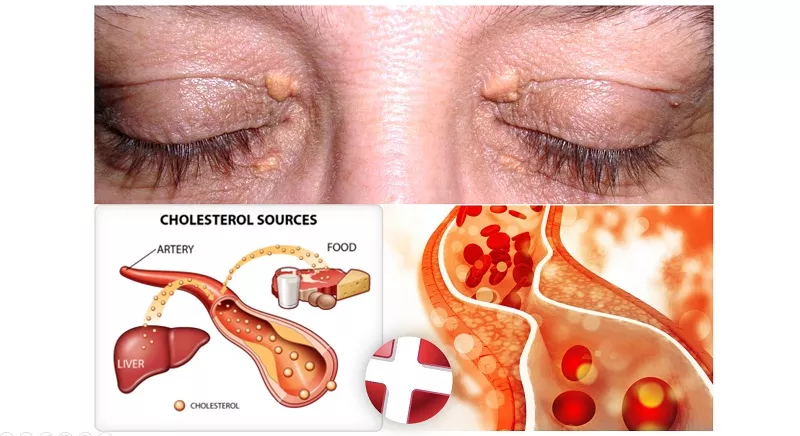 CHOLESTEROL SOURCES
ARTERY
FOOD
LIVER
CHOLESTEROL